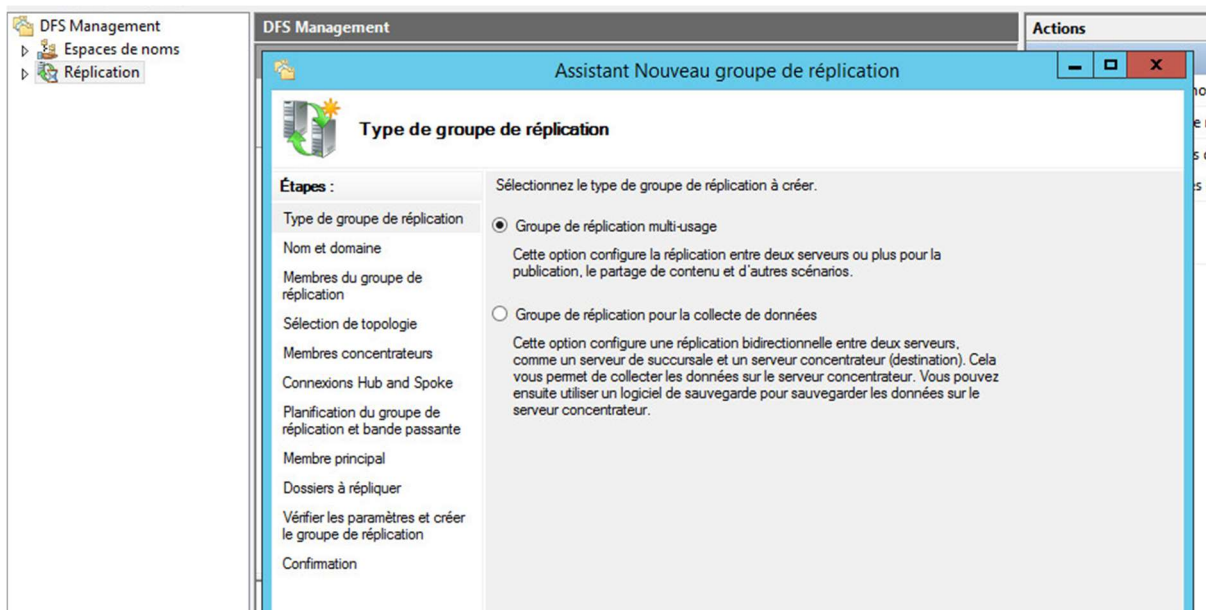 DFS Management
Espaces de noms
Réplication
DFS Management
Actions
Assistant Nouveau groupe de réplication
Type de groupe de réplication
Étapes :
Type de groupe de réplication
Nom et domaine
Membres du groupe de
réplication
Sélection de topologie
Membres concentrateurs
Connexions Hub and Spoke
Planification du groupe de
réplication et bande passante
Membre principal
Dossiers à répliquer
Vérifier les paramètres et créer
le groupe de réplication
Confirmation
Sélectionnez le type de groupe de réplication à créer.
Groupe de réplication multi-usage
Cette option configure la réplication entre deux serveurs ou plus pour la
publication, le partage de contenu et d'autres scénarios.
Groupe de réplication pour la collecte de données
Cette option configure une réplication bidirectionnelle entre deux serveurs,
comme un serveur de succursale et un serveur concentrateur (destination). Cela
vous permet de collecter les données sur le serveur concentrateur. Vous pouvez
ensuite utiliser un logiciel de sauvegarde pour sauvegarder les données sur le
serveur concentrateur.